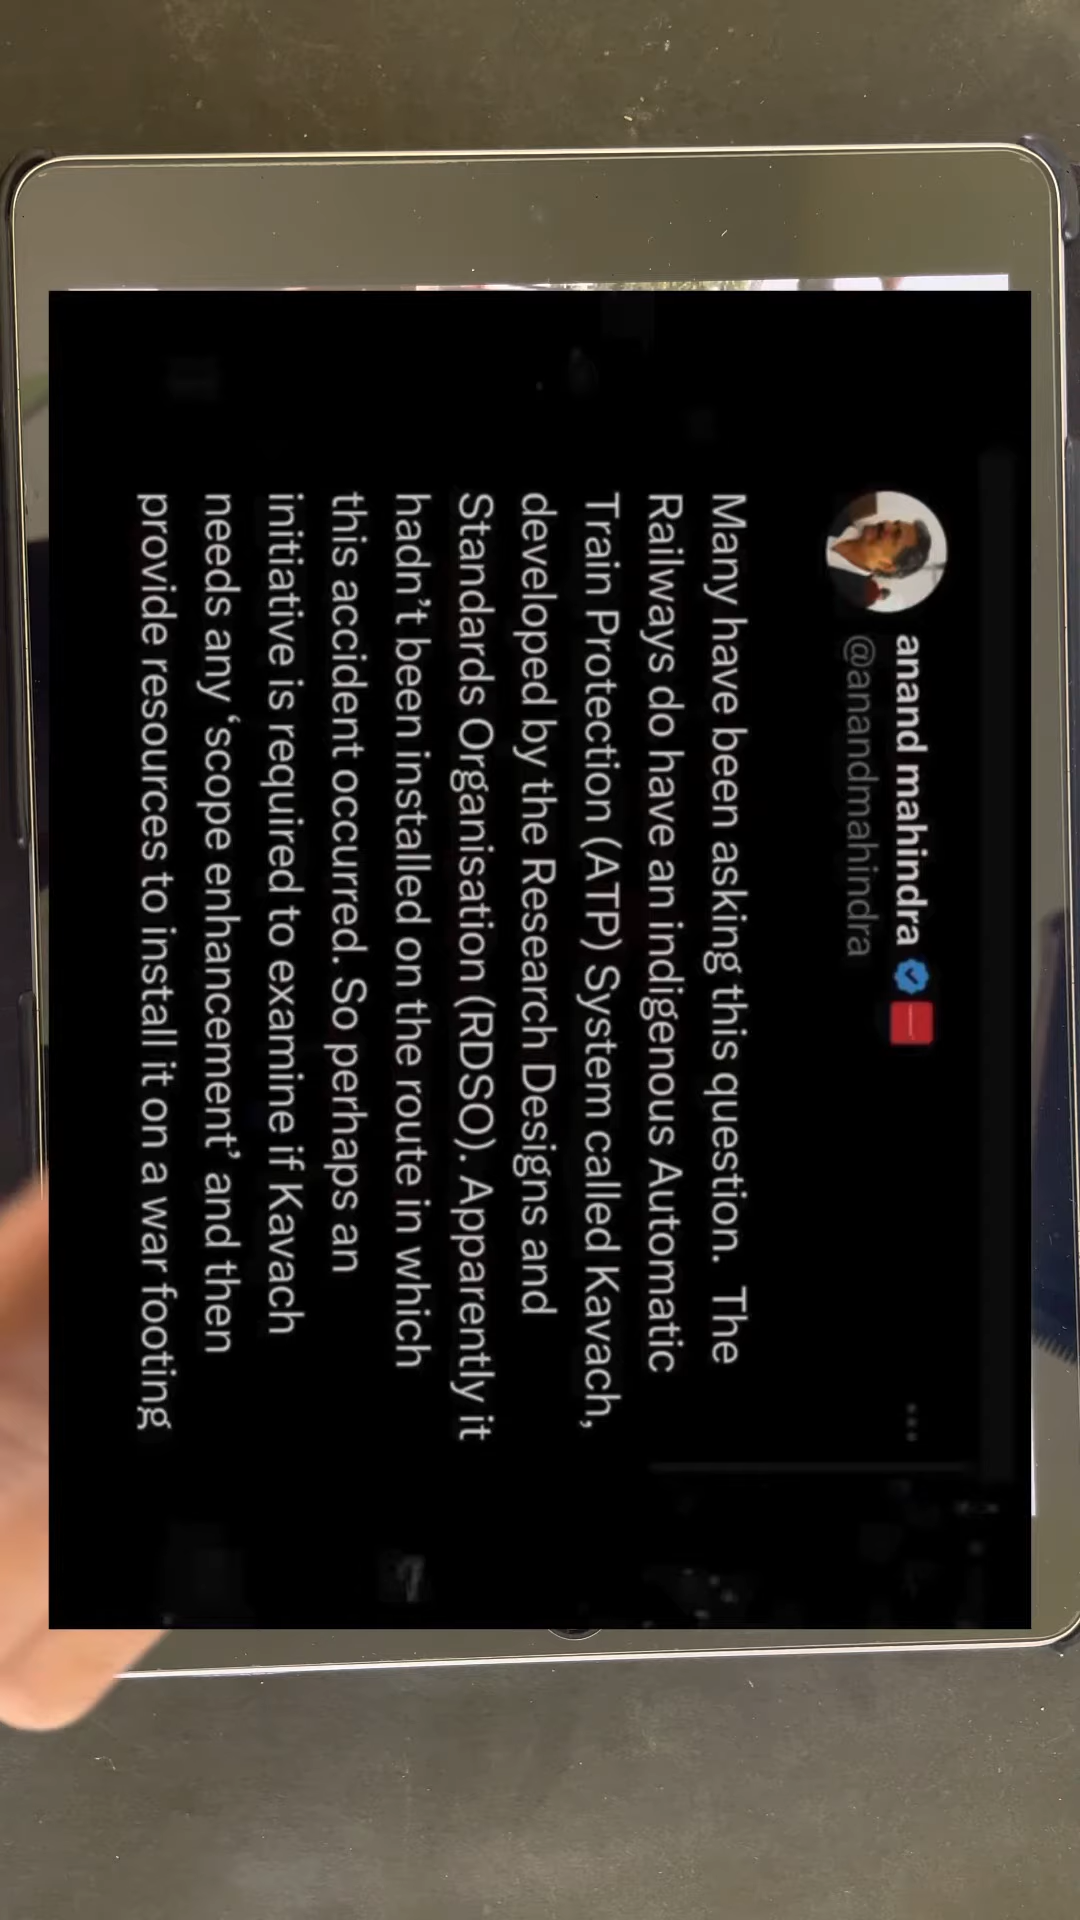 anand mahindra
@anandmahindra
Many have been asking this question. The
Railways do have an indigenous Automatic
Train Protection (ATP) System called Kavach,
developed by the Research Designs and
Standards Organisation (RDSO). Apparently it
hadn't been installed on the route in which
this accident occurred. So perhaps an
initiative is required to examine if Kavach
needs any ‘scope enhancement’ and then
provide resources to install it on a war footing